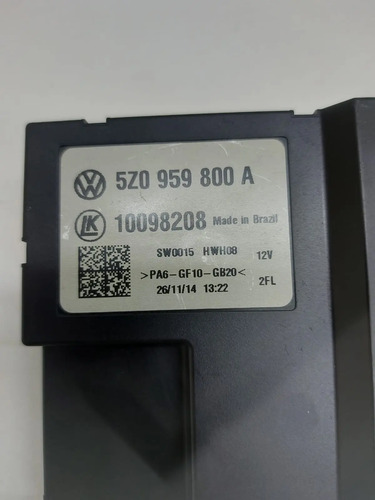 5Z0 959 800 A
LK 10098208 Made in Brazil
SW0015 HWH08 12V
>PA6-GF10-GB20<
26/11/14 13:22 2FL